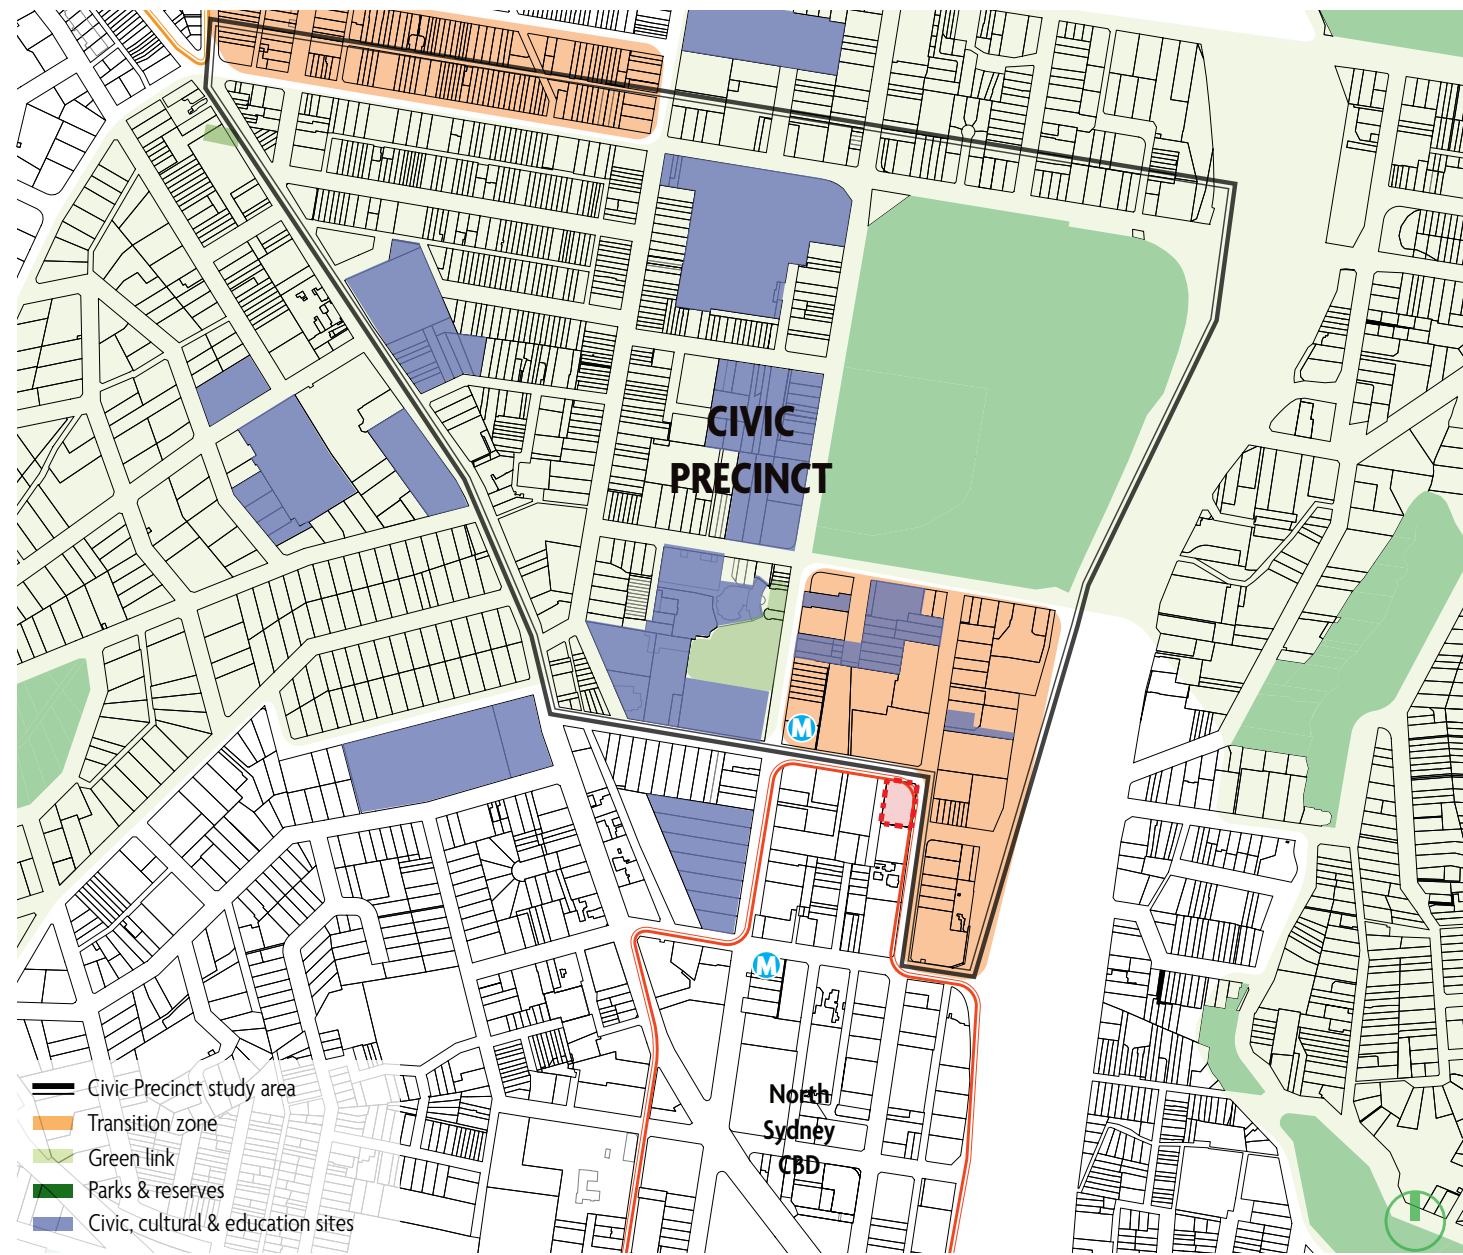 CIVIC
PRECINCT
M
M
North
Sydney
CBD
Civic Precinct study area
Transition zone
Green link
Parks & reserves
Civic, cultural & education sites